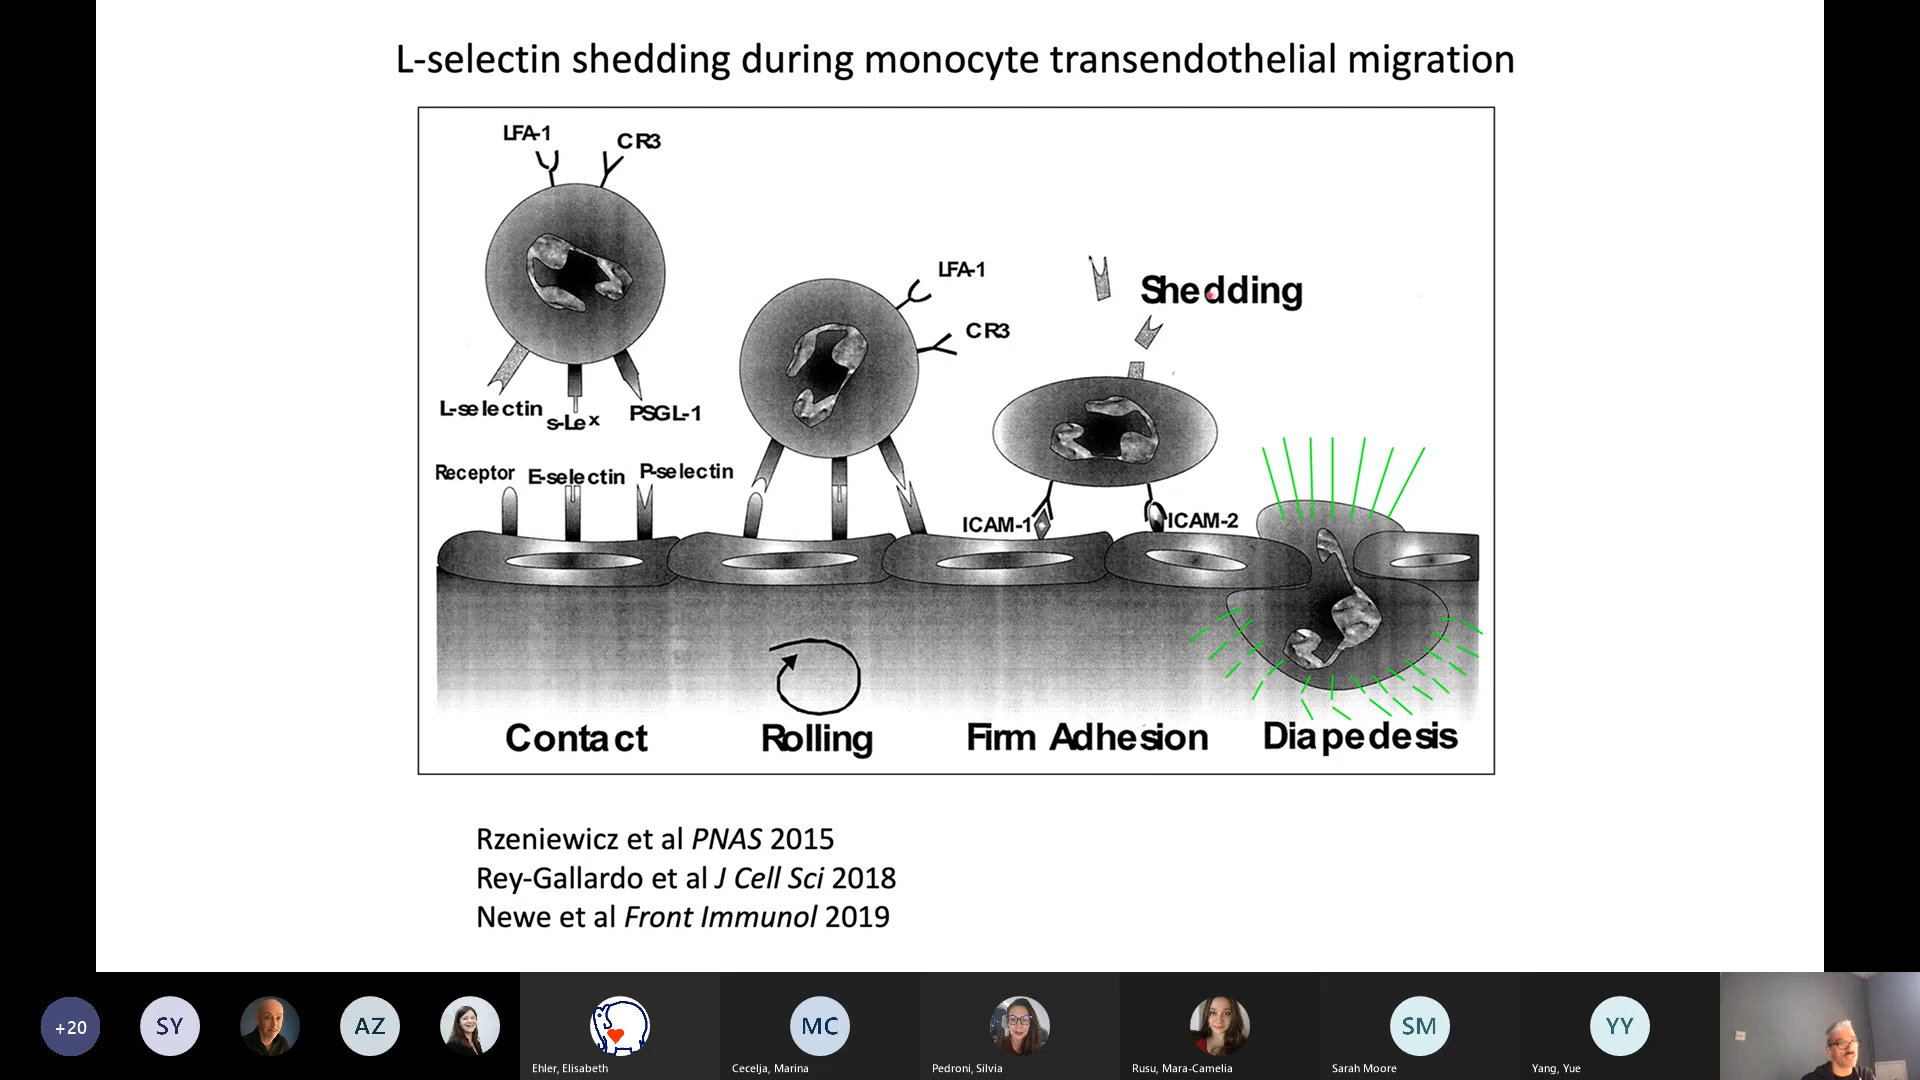 L-selectin shedding during monocyte transendothelial migration
LFA-1
CR3
L-selectin
s-Leˣ
PSGL-1
Receptor
E-selectin
P-selectin
LFA-1
CR3
Shedding
ICAM-1
ICAM-2
Contact
Rolling
Firm Adhesion
Diapedesis
Rzeniewicz et al PNAS 2015
Rey-Gallardo et al J Cell Sci 2018
Newe et al Front Immunol 2019
+20
SY
AZ
MC
SM
YY
Ehler, Elisabeth
Cecelja, Marina
Pedroni, Silvia
Rusu, Mara-Camelia
Sarah Moore
Yang, Yue